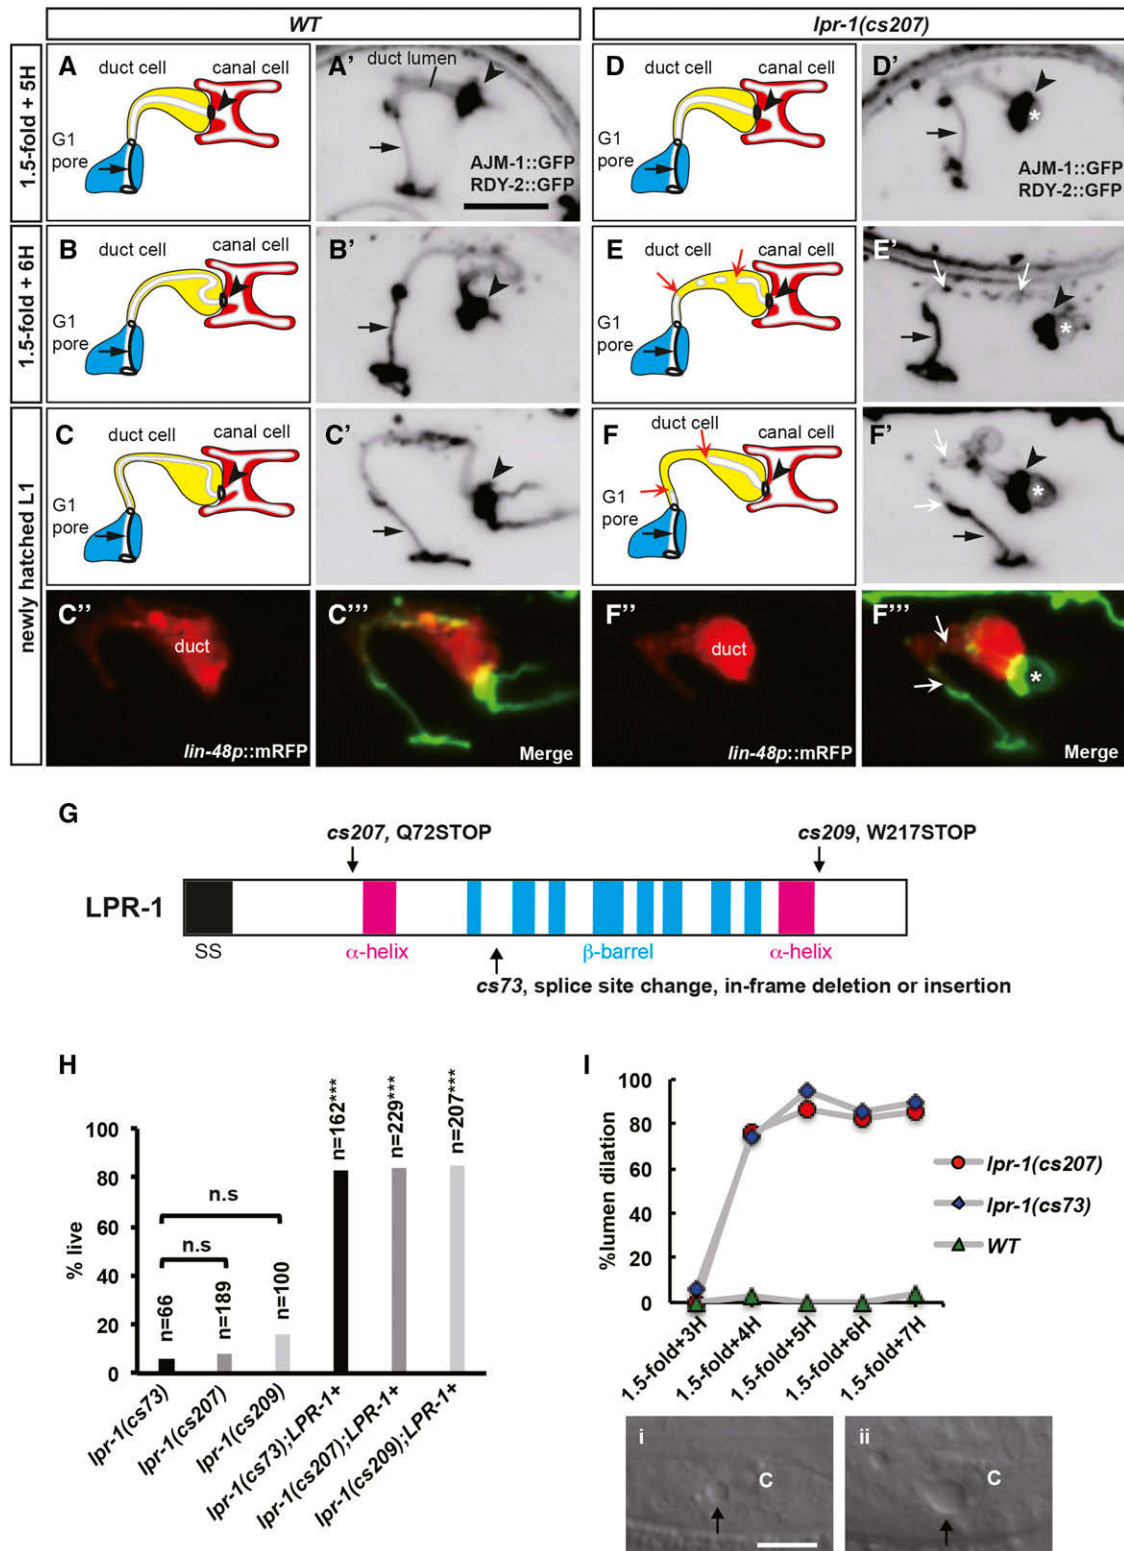 WT
lpr-1(cs207)
1.5-fold + 5H
A
duct cell
canal cell
G1
pore
A'
duct lumen
AJM-1::GFP
RDY-2::GFP
D
duct cell
canal cell
G1
pore
D'
*
AJM-1::GFP
RDY-2::GFP
1.5-fold + 6H
B
duct cell
canal cell
G1
pore
B'
E
duct cell
canal cell
G1
pore
E'
*
newly hatched L1
C
duct cell
canal cell
G1
pore
C'
F
duct cell
canal cell
G1
pore
F'
*
C''
duct
lin-48p::mRFP
C'''
Merge
F''
duct
lin-48p::mRFP
F'''
*
Merge
G
cs207, Q72STOP
cs209, W217STOP
LPR-1
SS
α-helix
β-barrel
α-helix
cs73, splice site change, in-frame deletion or insertion
H
% live
100
80
60
40
20
0
n.s
n.s
n=66
n=189
n=100
n=162***
n=229***
n=207***
lpr-1(cs73)
lpr-1(cs207)
lpr-1(cs209)
lpr-1(cs73);LPR-1+
lpr-1(cs207);LPR-1+
lpr-1(cs209);LPR-1+
I
%lumen dilation
100
80
60
40
20
0
1.5-fold+3H
1.5-fold+4H
1.5-fold+5H
1.5-fold+6H
1.5-fold+7H
lpr-1(cs207)
lpr-1(cs73)
WT
i
C
ii
C